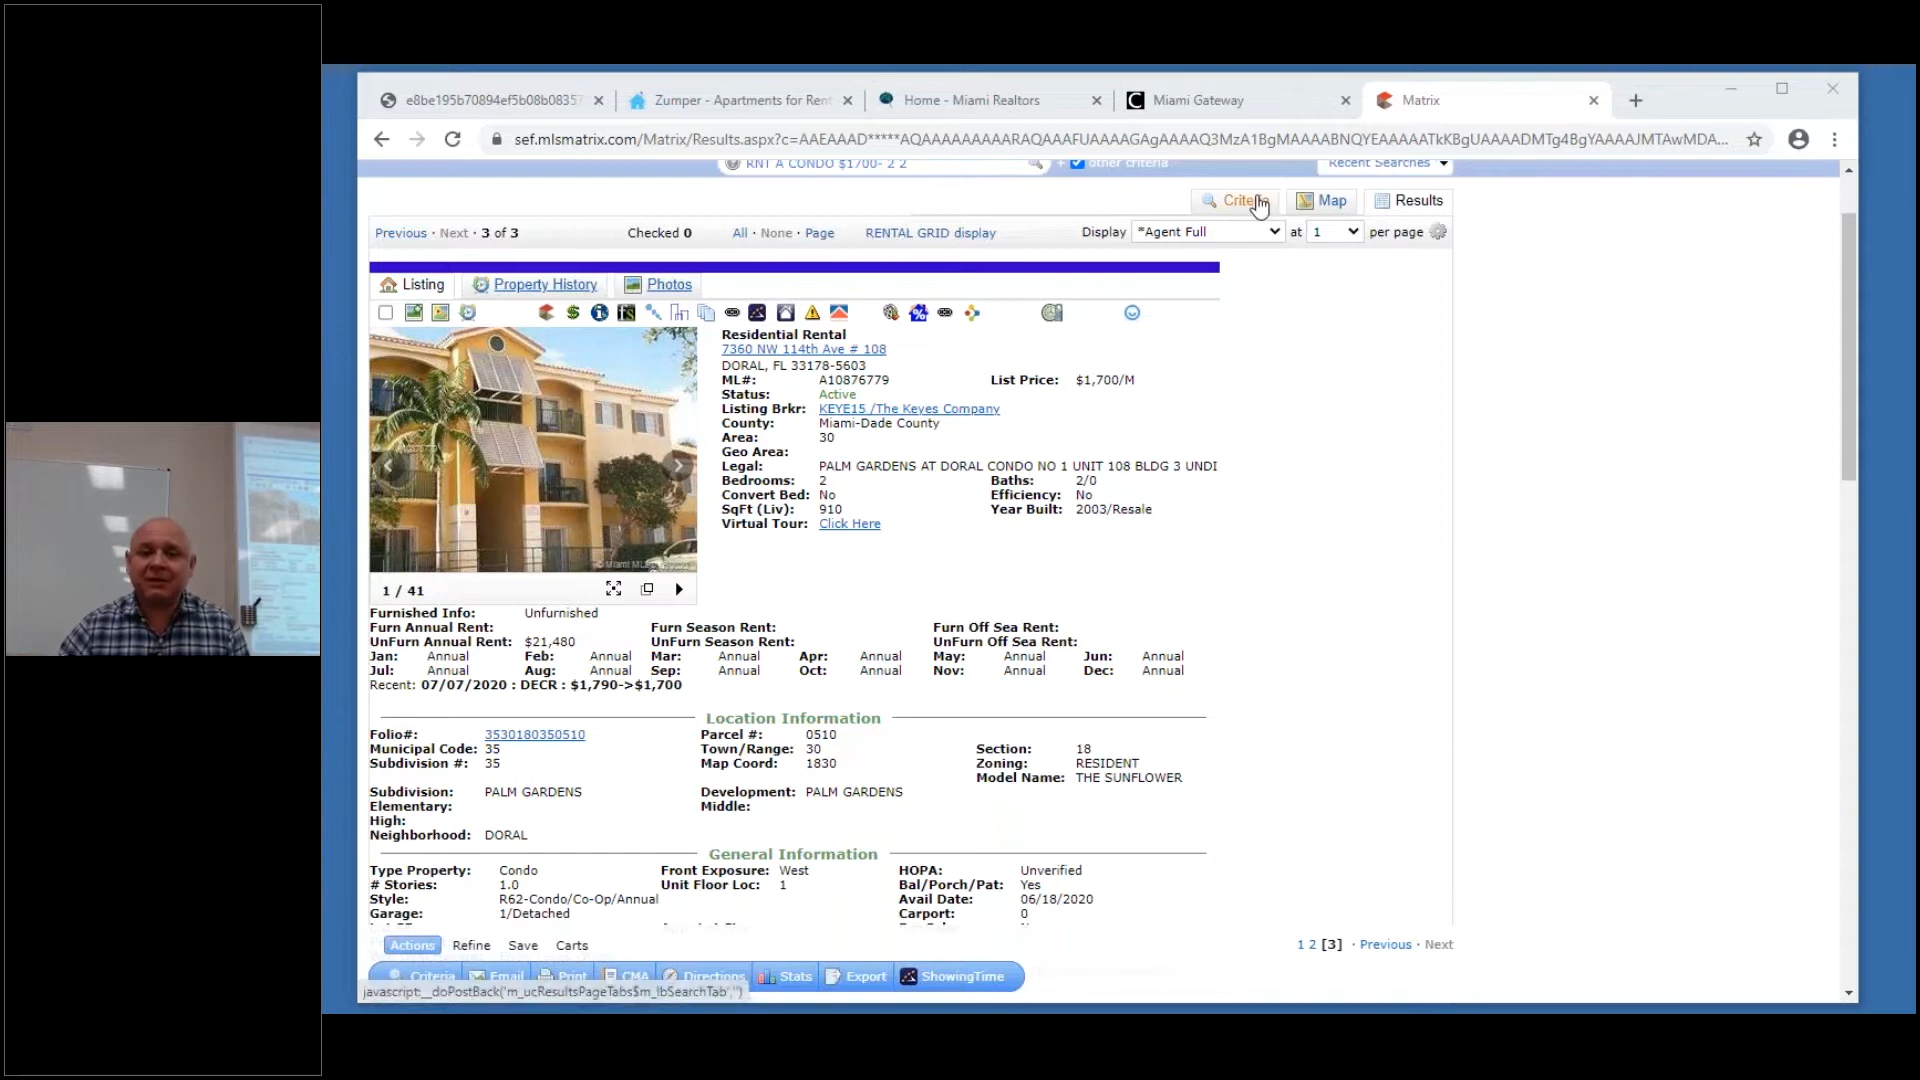 e8be195b70894ef5b08b08357
Zumper - Apartments for Rent
Home - Miami Realtors
Miami Gateway
Matrix
sef.mlsmatrix.com/Matrix/Results.aspx?c=AAEAAAD*****AQAAAAAAAAARAQAAAFUAAAAGAgAAAAQ3MzA1BgMAAAABNQYEAAAAATkKBgUAAAADMTg4BgYAAAAJMTAwMDA...
RNT A CONDO $1700- 2 2
other criteria
Recent Searches
Criteria
Map
Results
Previous · Next · 3 of 3
Checked 0
All · None · Page
RENTAL GRID display
Display *Agent Full at 1 per page
Listing
Property History
Photos
Residential Rental
7360 NW 114th Ave # 108
DORAL, FL 33178-5603
ML#: A10876779 List Price: $1,700/M
Status: Active
Listing Brkr: KEYE15 /The Keyes Company
County: Miami-Dade County
Area: 30
Geo Area:
Legal: PALM GARDENS AT DORAL CONDO NO 1 UNIT 108 BLDG 3 UNDI
Bedrooms: 2 Baths: 2/0
Convert Bed: No Efficiency: No
SqFt (Liv): 910 Year Built: 2003/Resale
Virtual Tour: Click Here
1 / 41
Furnished Info: Unfurnished
Furn Annual Rent: Furn Season Rent: Furn Off Sea Rent:
UnFurn Annual Rent: $21,480 UnFurn Season Rent: UnFurn Off Sea Rent:
Jan: Annual Feb: Annual Mar: Annual Apr: Annual May: Annual Jun: Annual
Jul: Annual Aug: Annual Sep: Annual Oct: Annual Nov: Annual Dec: Annual
Recent: 07/07/2020 : DECR : $1,790->$1,700
Location Information
Folio#: 3530180350510 Parcel #: 0510
Municipal Code: 35 Town/Range: 30 Section: 18
Subdivision #: 35 Map Coord: 1830 Zoning: RESIDENT
Model Name: THE SUNFLOWER
Subdivision: PALM GARDENS Development: PALM GARDENS
Elementary: Middle:
High:
Neighborhood: DORAL
General Information
Type Property: Condo Front Exposure: West HOPA: Unverified
# Stories: 1.0 Unit Floor Loc: 1 Bal/Porch/Pat: Yes
Style: R62-Condo/Co-Op/Annual Avail Date: 06/18/2020
Garage: 1/Detached Carport: 0
Actions Refine Save Carts
1 2 [3] · Previous · Next
Criteria Email Print CMA Directions Stats Export ShowingTime
javascript:__doPostBack('m_ucResultsPageTabs$m_lbSearchTab','')